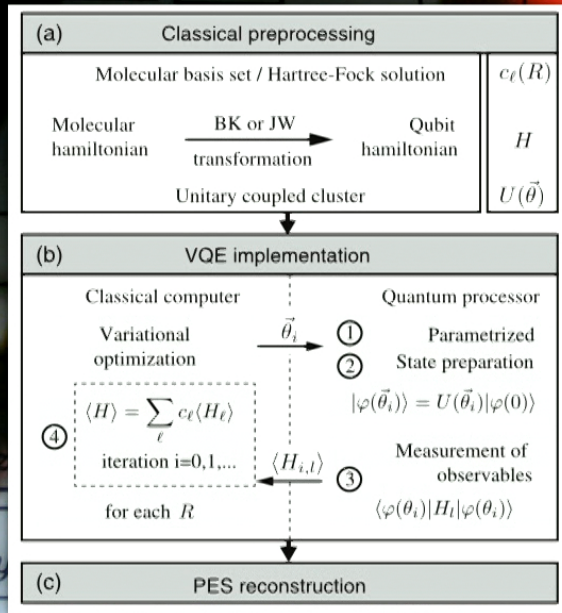 (a) Classical preprocessing
Molecular basis set / Hartree-Fock solution
c_ℓ(R)
Molecular
hamiltonian
BK or JW
transformation
Qubit
hamiltonian
H
Unitary coupled cluster
U(θ⃗)
(b) VQE implementation
Classical computer
Quantum processor
Variational
optimization
θ⃗_i
① Parametrized
② State preparation
|φ(θ⃗_i)⟩ = U(θ⃗_i)|φ(0)⟩
④ ⟨H⟩ = ∑_ℓ c_ℓ⟨H_ℓ⟩
iteration i=0,1,...
⟨H_{i,l}⟩
③ Measurement of
observables
for each R
⟨φ(θ_i)|H_l|φ(θ_i)⟩
(c) PES reconstruction